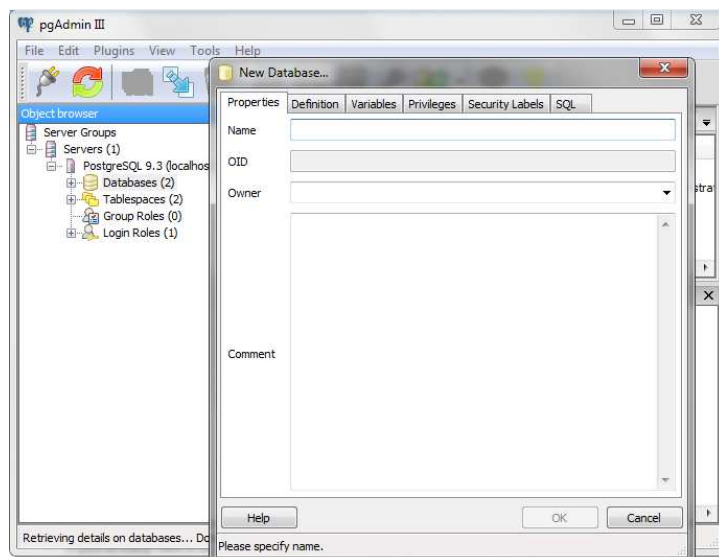 pgAdmin III
File Edit Plugins View Tools Help
Object browser
Server Groups
Servers (1)
PostgreSQL 9.3 (localhos
Databases (2)
Tablespaces (2)
Group Roles (0)
Login Roles (1)
Retrieving details on databases... Do
New Database...
Properties Definition Variables Privileges Security Labels SQL
Name
OID
Owner
Comment
Help OK Cancel
Please specify name.
strat